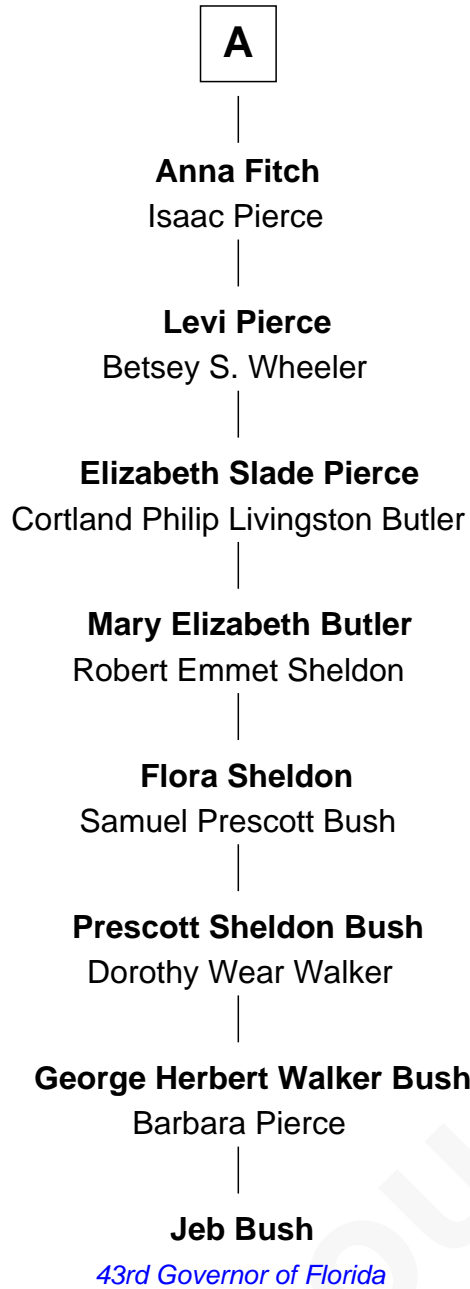 A
Anna Fitch
Isaac Pierce
Levi Pierce
Betsey S. Wheeler
Elizabeth Slade Pierce
Cortland Philip Livingston Butler
Mary Elizabeth Butler
Robert Emmet Sheldon
Flora Sheldon
Samuel Prescott Bush
Prescott Sheldon Bush
Dorothy Wear Walker
George Herbert Walker Bush
Barbara Pierce
Jeb Bush
43rd Governor of Florida